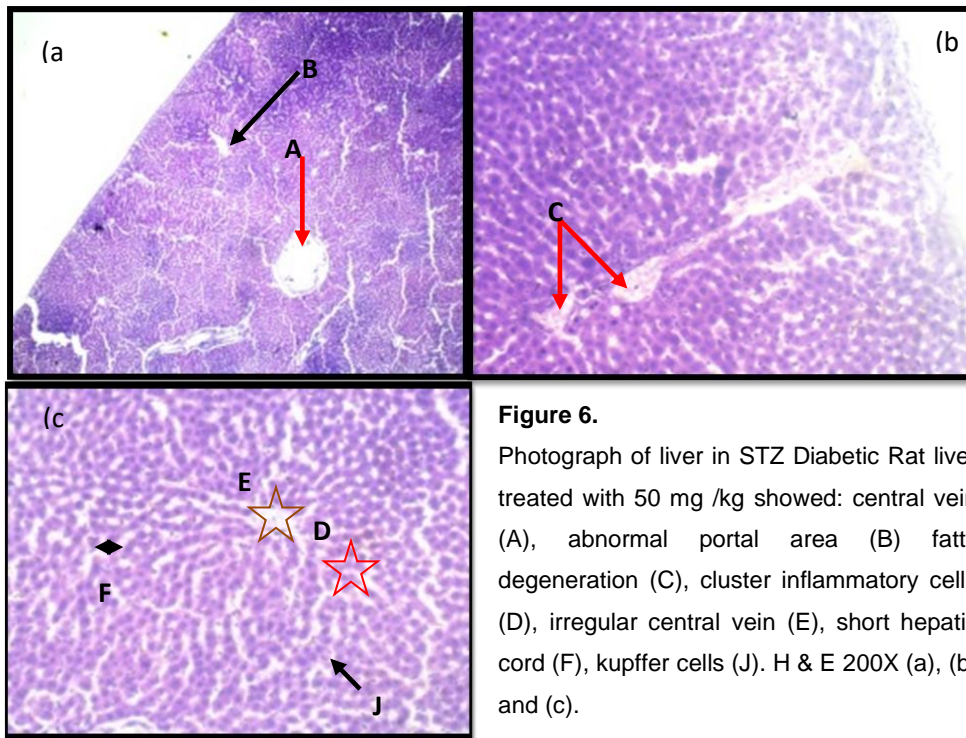 (a
B
A
(b
C
(c
E
D
F
J
Figure 6.
Photograph of liver in STZ Diabetic Rat live
treated with 50 mg /kg showed: central vein
(A), abnormal portal area (B) fatt
degeneration (C), cluster inflammatory cell
(D), irregular central vein (E), short hepati
cord (F), kupffer cells (J). H & E 200X (a), (b
and (c).